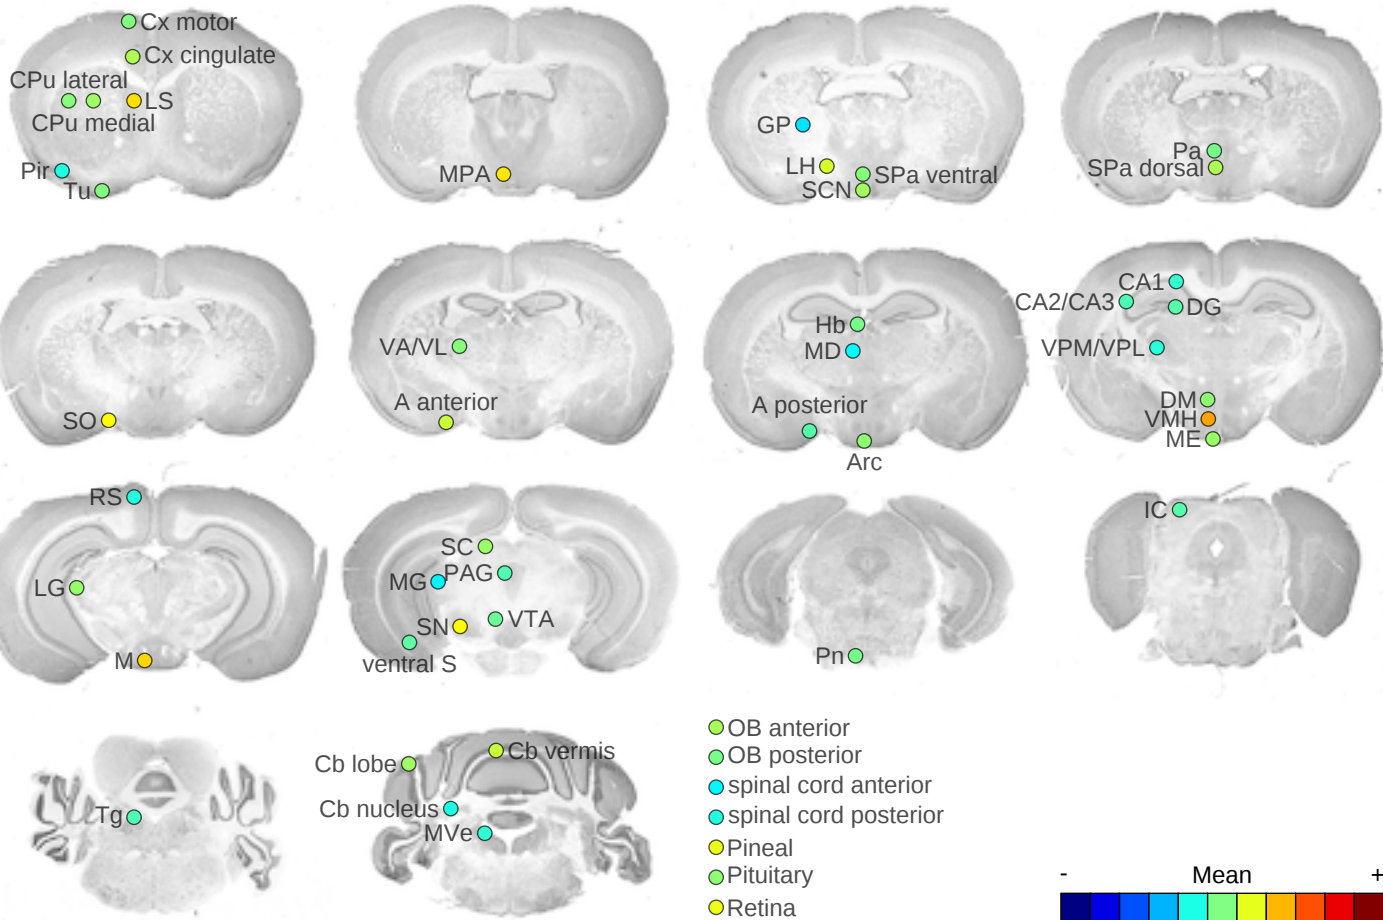 Cx motor
Cx cingulate
CPu lateral
LS
CPu medial
Pir
Tu
MPA
GP
LH
SPa ventral
SCN
Pa
SPa dorsal
SO
VA/VL
A anterior
Hb
MD
A posterior
Arc
CA1
CA2/CA3
DG
VPM/VPL
DM
VMH
ME
RS
LG
M
SC
MG
PAG
SN
VTA
ventral S
Pn
IC
Tg
Cb lobe
Cb vermis
Cb nucleus
MVe
OB anterior
OB posterior
spinal cord anterior
spinal cord posterior
Pineal
Pituitary
Retina
- Mean +